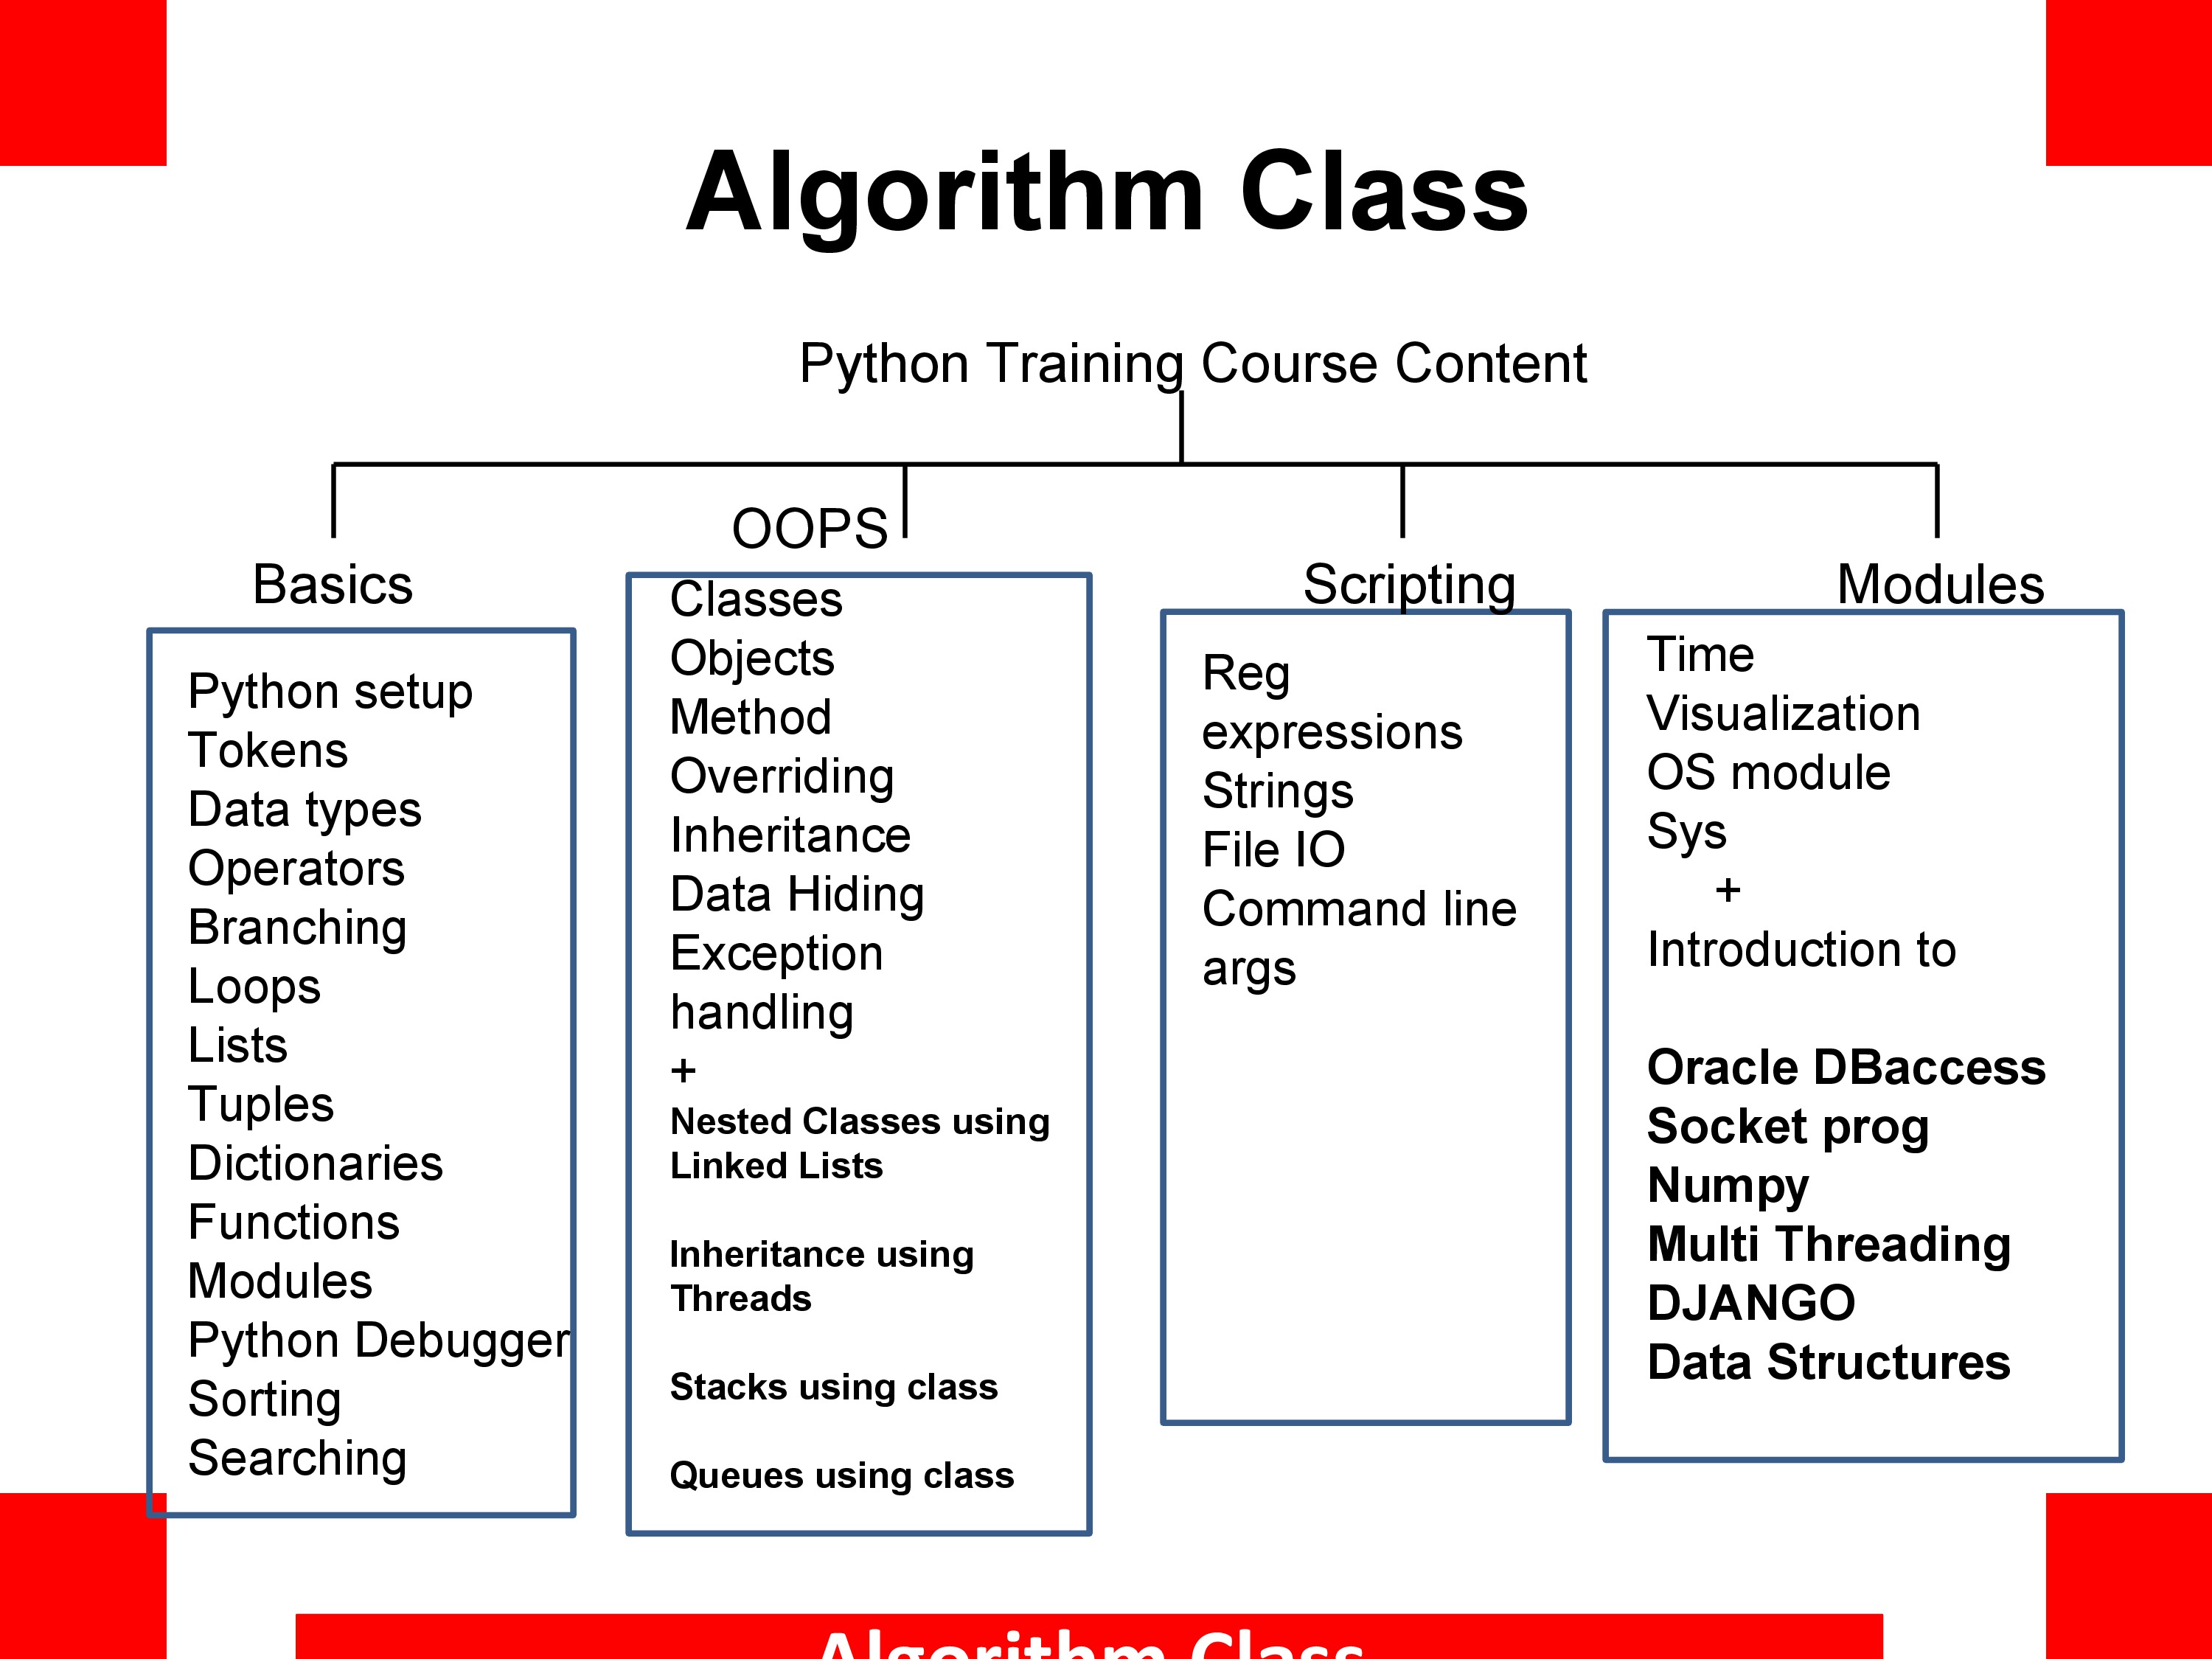 Algorithm Class
Python Training Course Content
Basics
Python setup
Tokens
Data types
Operators
Branching
Loops
Lists
Tuples
Dictionaries
Functions
Modules
Python Debugger
Sorting
Searching
OOPS
Classes
Objects
Method
Overriding
Inheritance
Data Hiding
Exception
handling
+
Nested Classes using
Linked Lists
Inheritance using
Threads
Stacks using class
Queues using class
Scripting
Reg
expressions
Strings
File IO
Command line
args
Modules
Time
Visualization
OS module
Sys
+
Introduction to
Oracle DBaccess
Socket prog
Numpy
Multi Threading
DJANGO
Data Structures
Algorithm Class